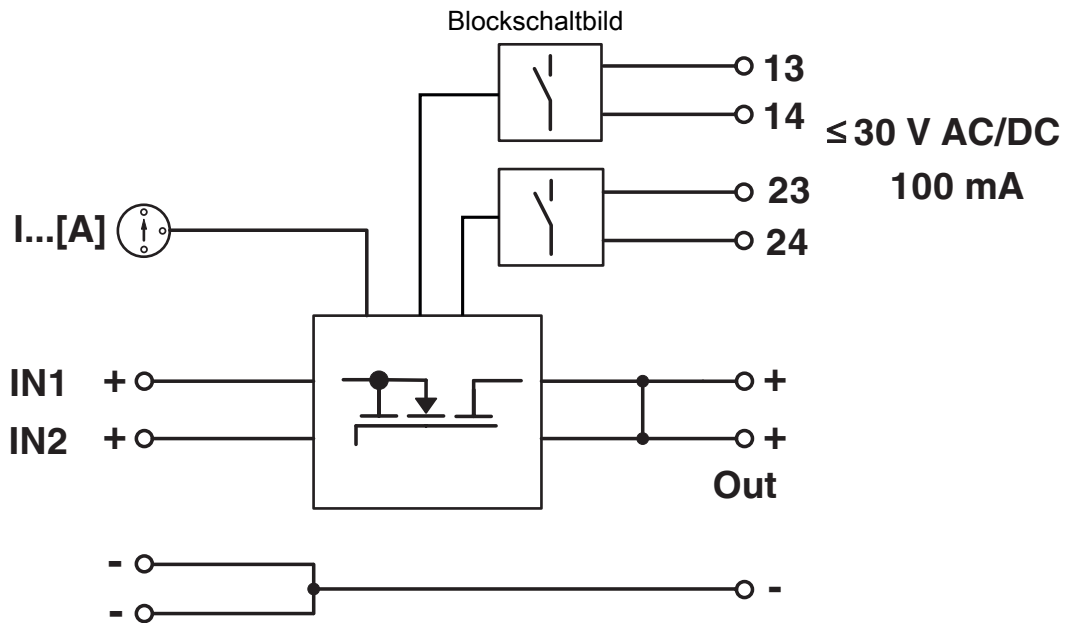 Blockschaltbild
13
14
≤ 30 V AC/DC
100 mA
23
24
I...[A]
IN1 + +
IN2 + +
Out
- -
-